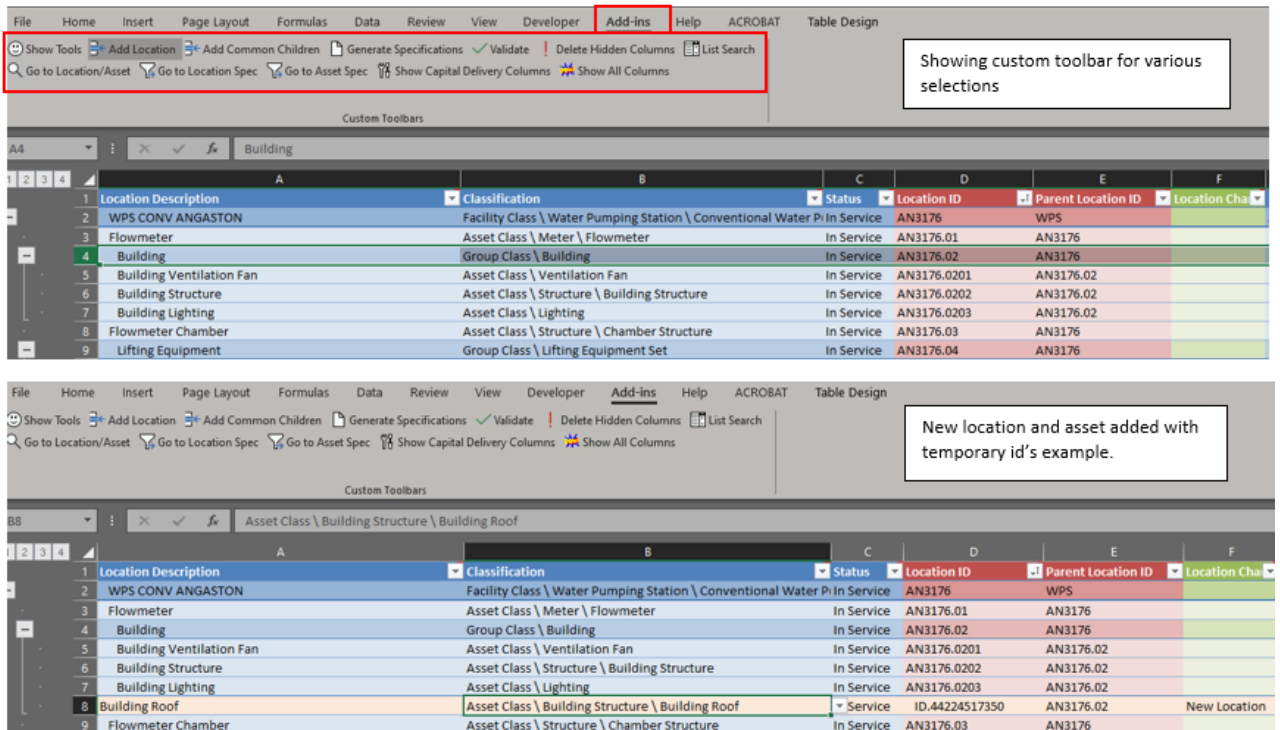 File Home Insert Page Layout Formulas Data Review View Developer Add-ins Help ACROBAT Table Design
Show Tools Add Location Add Common Children Generate Specifications Validate Delete Hidden Columns List Search
Go to Location/Asset Go to Location Spec Go to Asset Spec Show Capital Delivery Columns Show All Columns
Custom Toolbars
Showing custom toolbar for various
selections
A4 fx Building
1 2 3 4 A B C D E F
1 Location Description Classification Status Location ID Parent Location ID Location Cha
2 WPS CONV ANGASTON Facility Class \ Water Pumping Station \ Conventional Water P In Service AN3176 WPS
3 Flowmeter Asset Class \ Meter \ Flowmeter In Service AN3176.01 AN3176
4 Building Group Class \ Building In Service AN3176.02 AN3176
5 Building Ventilation Fan Asset Class \ Ventilation Fan In Service AN3176.0201 AN3176.02
6 Building Structure Asset Class \ Structure \ Building Structure In Service AN3176.0202 AN3176.02
7 Building Lighting Asset Class \ Lighting In Service AN3176.0203 AN3176.02
8 Flowmeter Chamber Asset Class \ Structure \ Chamber Structure In Service AN3176.03 AN3176
9 Lifting Equipment Group Class \ Lifting Equipment Set In Service AN3176.04 AN3176
File Home Insert Page Layout Formulas Data Review View Developer Add-ins Help ACROBAT Table Design
Show Tools Add Location Add Common Children Generate Specifications Validate Delete Hidden Columns List Search
Go to Location/Asset Go to Location Spec Go to Asset Spec Show Capital Delivery Columns Show All Columns
Custom Toolbars
New location and asset added with
temporary id's example.
B8 fx Asset Class \ Building Structure \ Building Roof
1 2 3 4 A B C D E F
1 Location Description Classification Status Location ID Parent Location ID Location Cha
2 WPS CONV ANGASTON Facility Class \ Water Pumping Station \ Conventional Water P In Service AN3176 WPS
3 Flowmeter Asset Class \ Meter \ Flowmeter In Service AN3176.01 AN3176
4 Building Group Class \ Building In Service AN3176.02 AN3176
5 Building Ventilation Fan Asset Class \ Ventilation Fan In Service AN3176.0201 AN3176.02
6 Building Structure Asset Class \ Structure \ Building Structure In Service AN3176.0202 AN3176.02
7 Building Lighting Asset Class \ Lighting In Service AN3176.0203 AN3176.02
8 Building Roof Asset Class \ Building Structure \ Building Roof Service ID.44224517350 AN3176.02 New Location
9 Flowmeter Chamber Asset Class \ Structure \ Chamber Structure In Service AN3176.03 AN3176